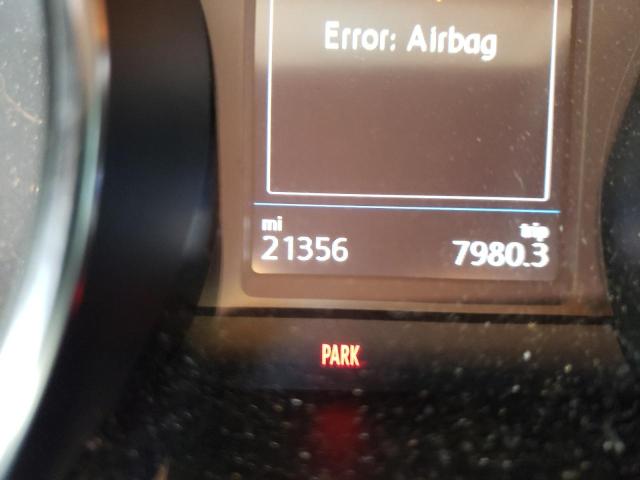 Error: Airbag
mi trip
21356 7980.3
PARK